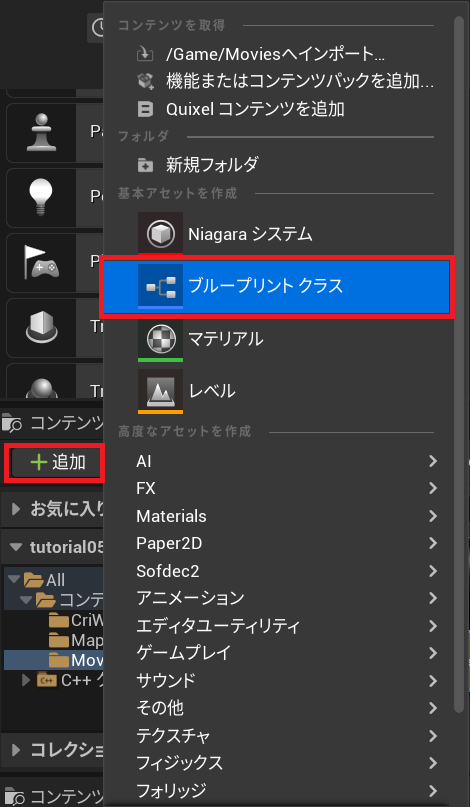 コンテンツを取得
/Game/Moviesへインポート...
機能またはコンテンツパックを追加...
Quixel コンテンツを追加
フォルダ
新規フォルダ
基本アセットを作成
Niagara システム
ブループリント クラス
マテリアル
レベル
高度なアセットを作成
AI
FX
Materials
Paper2D
Sofdec2
アニメーション
エディタユーティリティ
ゲームプレイ
サウンド
その他
テクスチャ
フィジックス
フォリッジ
コンテンツ
追加
お気に入り
tutorial05
All
コンテ
CriW
Map
Mov
C++ ク
コレクショ
コンテンツ